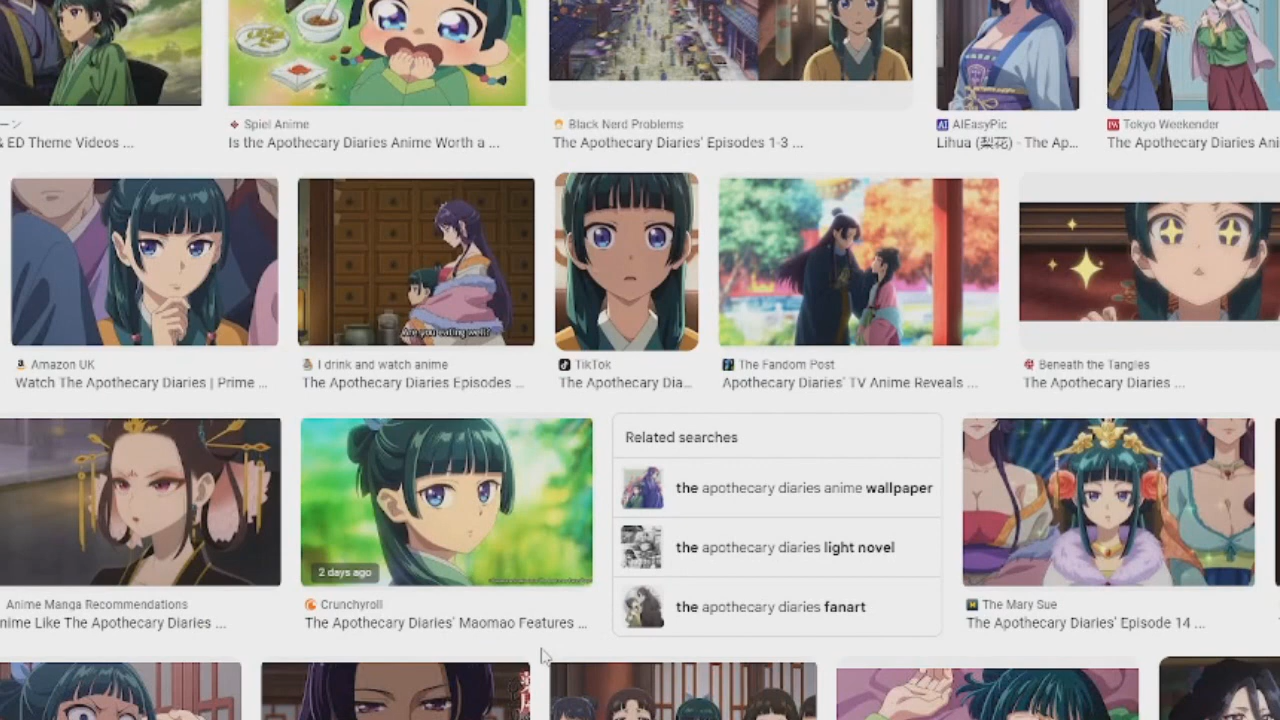 ーン
Spiel Anime
Black Nerd Problems
AIEasyPic
Tokyo Weekender
& ED Theme Videos ...
Is the Apothecary Diaries Anime Worth a ...
The Apothecary Diaries' Episodes 1-3 ...
Lihua (梨花) - The Ap...
The Apothecary Diaries Ani
Are you eating well?
Amazon UK
I drink and watch anime
TikTok
The Fandom Post
Beneath the Tangles
Watch The Apothecary Diaries | Prime ...
The Apothecary Diaries Episodes ...
The Apothecary Dia...
Apothecary Diaries' TV Anime Reveals ...
The Apothecary Diaries ...
Related searches
the apothecary diaries anime wallpaper
the apothecary diaries light novel
the apothecary diaries fanart
2 days ago
Anime Manga Recommendations
Crunchyroll
The Mary Sue
nime Like The Apothecary Diaries ...
The Apothecary Diaries' Maomao Features ...
The Apothecary Diaries' Episode 14 ...